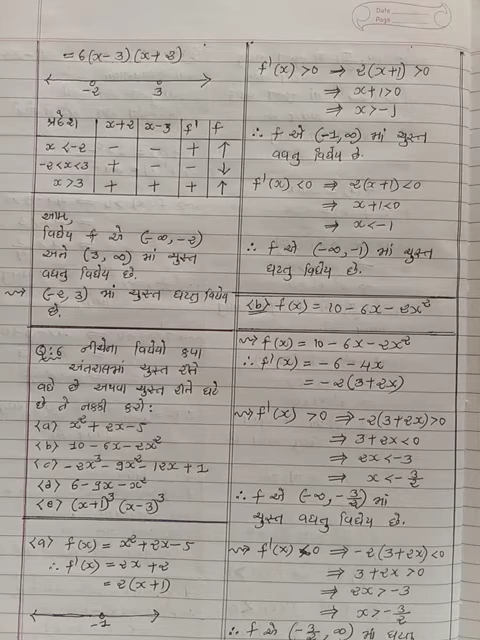 Date
Page
= 6(x-3) (x+2)
-2 3
પ્રદેશ x+2 x-3 f' f
x < -2 - - + ↑
-2<x<3 + - - ↓
x > 3 + + + ↑
આમ,
વિધેય f એ (-∞, -2)
અને (3, ∞) માં ચુસ્ત
વધતુ વિધેય છે.
(-2, 3) માં ચુસ્ત ઘટતુ વિધેય
છે.
Q:6 નીચેના વિધેયો કયા
અંતરાલમાં ચુસ્ત રીતે
વધે છે અથવા ચુસ્ત રીતે ઘટે
છે તે નક્કી કરો:
<a> x² + 2x - 5
<b> 10 - 6x - 2x²
<c> -2x³ - 9x² - 12x + 1
<d> 6 - 9x - x²
<e> (x+1)³ (x-3)³
<a> f(x) = x² + 2x - 5
∴ f'(x) = 2x + 2
= 2(x+1)
-1
f'(x) > 0 ⇒ 2(x+1) > 0
⇒ x+1 > 0
⇒ x > -1
∴ f એ (-1, ∞) માં ચુસ્ત
વધતુ વિધેય છે.
f'(x) < 0 ⇒ 2(x+1) < 0
⇒ x+1 < 0
⇒ x < -1
∴ f એ (-∞, -1) માં ચુસ્ત
ઘટતુ વિધેય છે.
<b> f(x) = 10 - 6x - 2x²
f(x) = 10 - 6x - 2x²
∴ f'(x) = -6 - 4x
= -2(3+2x)
f'(x) > 0 ⇒ -2(3+2x) > 0
⇒ 3+2x < 0
⇒ 2x < -3
⇒ x < -3/2
∴ f એ (-∞, -3/2) માં
ચુસ્ત વધતુ વિધેય છે.
f'(x) < 0 ⇒ -2(3+2x) < 0
⇒ 3+2x > 0
⇒ 2x > -3
⇒ x > -3/2
∴ f એ (-3/2, ∞) માં